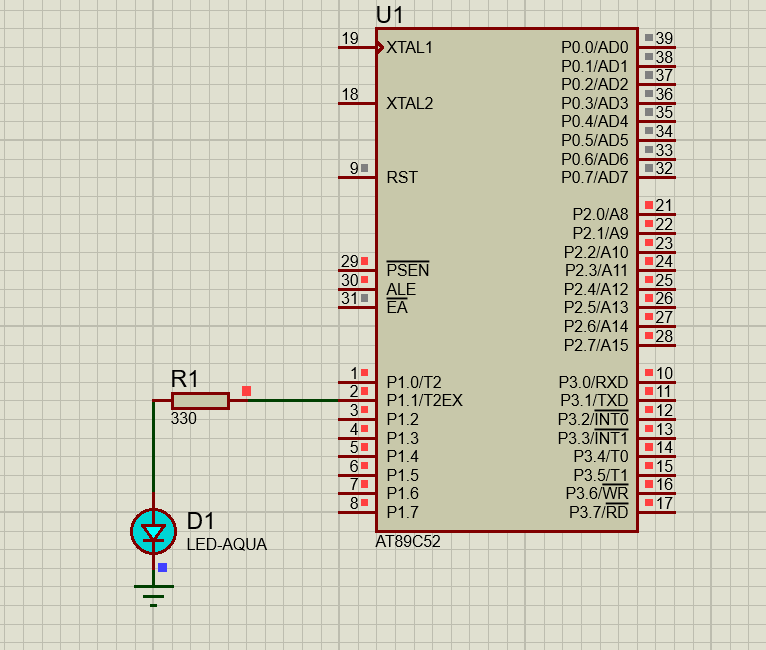 U1
19 XTAL1 P0.0/AD0 39
P0.1/AD1 38
P0.2/AD2 37
18 XTAL2 P0.3/AD3 36
P0.4/AD4 35
P0.5/AD5 34
P0.6/AD6 33
9 RST P0.7/AD7 32
P2.0/A8 21
P2.1/A9 22
P2.2/A10 23
29 PSEN P2.3/A11 24
30 ALE P2.4/A12 25
31 EA P2.5/A13 26
P2.6/A14 27
P2.7/A15 28
1 P1.0/T2 P3.0/RXD 10
2 P1.1/T2EX P3.1/TXD 11
3 P1.2 P3.2/INT0 12
4 P1.3 P3.3/INT1 13
5 P1.4 P3.4/T0 14
6 P1.5 P3.5/T1 15
7 P1.6 P3.6/WR 16
8 P1.7 P3.7/RD 17
AT89C52
R1
330
D1
LED-AQUA